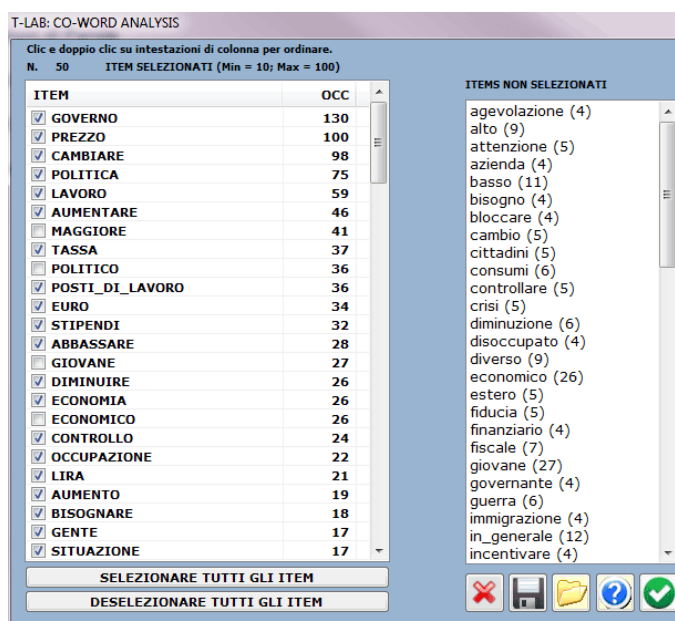 T-LAB: CO-WORD ANALYSIS
Clic e doppio clic su intestazioni di colonna per ordinare.
N. 50 ITEM SELEZIONATI (Min = 10; Max = 100)
ITEM OCC
GOVERNO 130
PREZZO 100
CAMBIARE 98
POLITICA 75
LAVORO 59
AUMENTARE 46
MAGGIORE 41
TASSA 37
POLITICO 36
POSTI_DI_LAVORO 36
EURO 34
STIPENDI 32
ABBASSARE 28
GIOVANE 27
DIMINUIRE 26
ECONOMIA 26
ECONOMICO 26
CONTROLLO 24
OCCUPAZIONE 22
LIRA 21
AUMENTO 19
BISOGNARE 18
GENTE 17
SITUAZIONE 17
SELEZIONARE TUTTI GLI ITEM
DESELEZIONARE TUTTI GLI ITEM
ITEMS NON SELEZIONATI
agevolazione (4)
alto (9)
attenzione (5)
azienda (4)
basso (11)
bisogno (4)
bloccare (4)
cambio (5)
cittadini (5)
consumi (6)
controllare (5)
crisi (5)
diminuzione (6)
disoccupato (4)
diverso (9)
economico (26)
estero (5)
fiducia (5)
finanziario (4)
fiscale (7)
giovane (27)
governante (4)
guerra (6)
immigrazione (4)
in_generale (12)
incentivare (4)